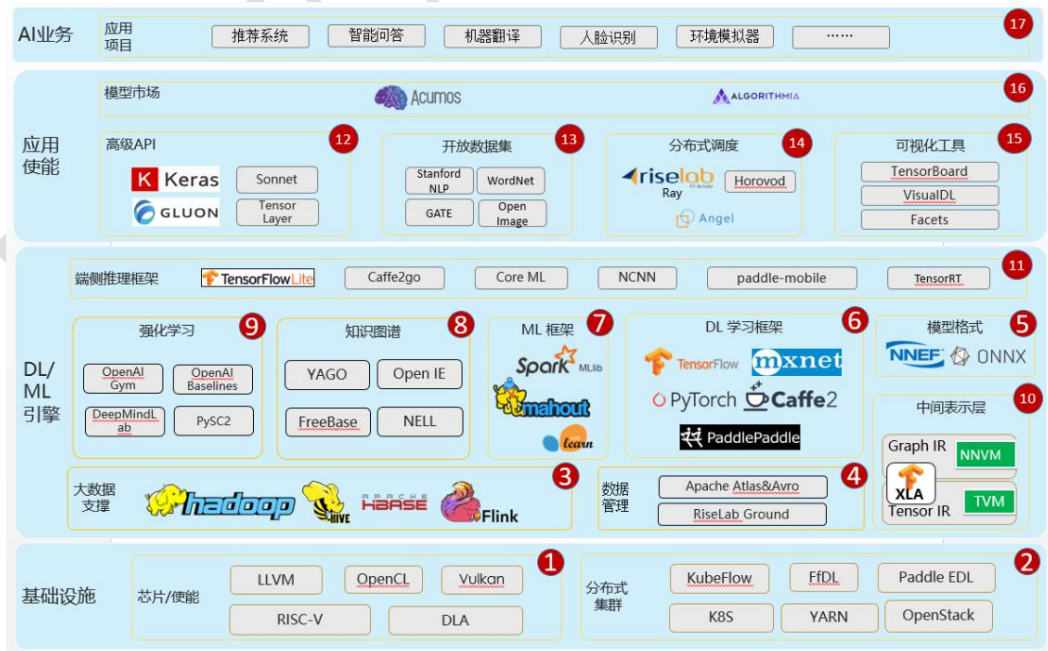 AI业务
应用
项目
推荐系统
智能问答
机器翻译
人脸识别
环境模拟器
……
17
应用
使能
模型市场
Acumos
ALGORITHMIA
16
高级API
12
K Keras
Sonnet
GLUON
Tensor
Layer
开放数据集
13
Stanford
NLP
WordNet
GATE
Open
Image
分布式调度
14
riselab
Ray
Horovod
Angel
可视化工具
15
TensorBoard
VisualDL
Facets
DL/
ML
引擎
端侧推理框架
TensorFlow Lite
Caffe2go
Core ML
NCNN
paddle-mobile
TensorRT
11
强化学习
9
OpenAI
Gym
OpenAI
Baselines
DeepMindL
ab
PySC2
知识图谱
8
YAGO
Open IE
FreeBase
NELL
ML 框架
7
Spark MLlib
mahout
learn
DL 学习框架
6
TensorFlow
mxnet
PyTorch
Caffe2
PaddlePaddle
模型格式
5
NNEF
ONNX
中间表示层
10
Graph IR
NNVM
XLA
Tensor IR
TVM
大数据
支撑
3
hadoop
HIVE
APACHE
HBASE
Flink
数据
管理
4
Apache Atlas&Avro
RiseLab Ground
基础设施
芯片/使能
1
LLVM
OpenCL
Vulkan
RISC-V
DLA
分布式
集群
2
KubeFlow
FfDL
Paddle EDL
K8S
YARN
OpenStack